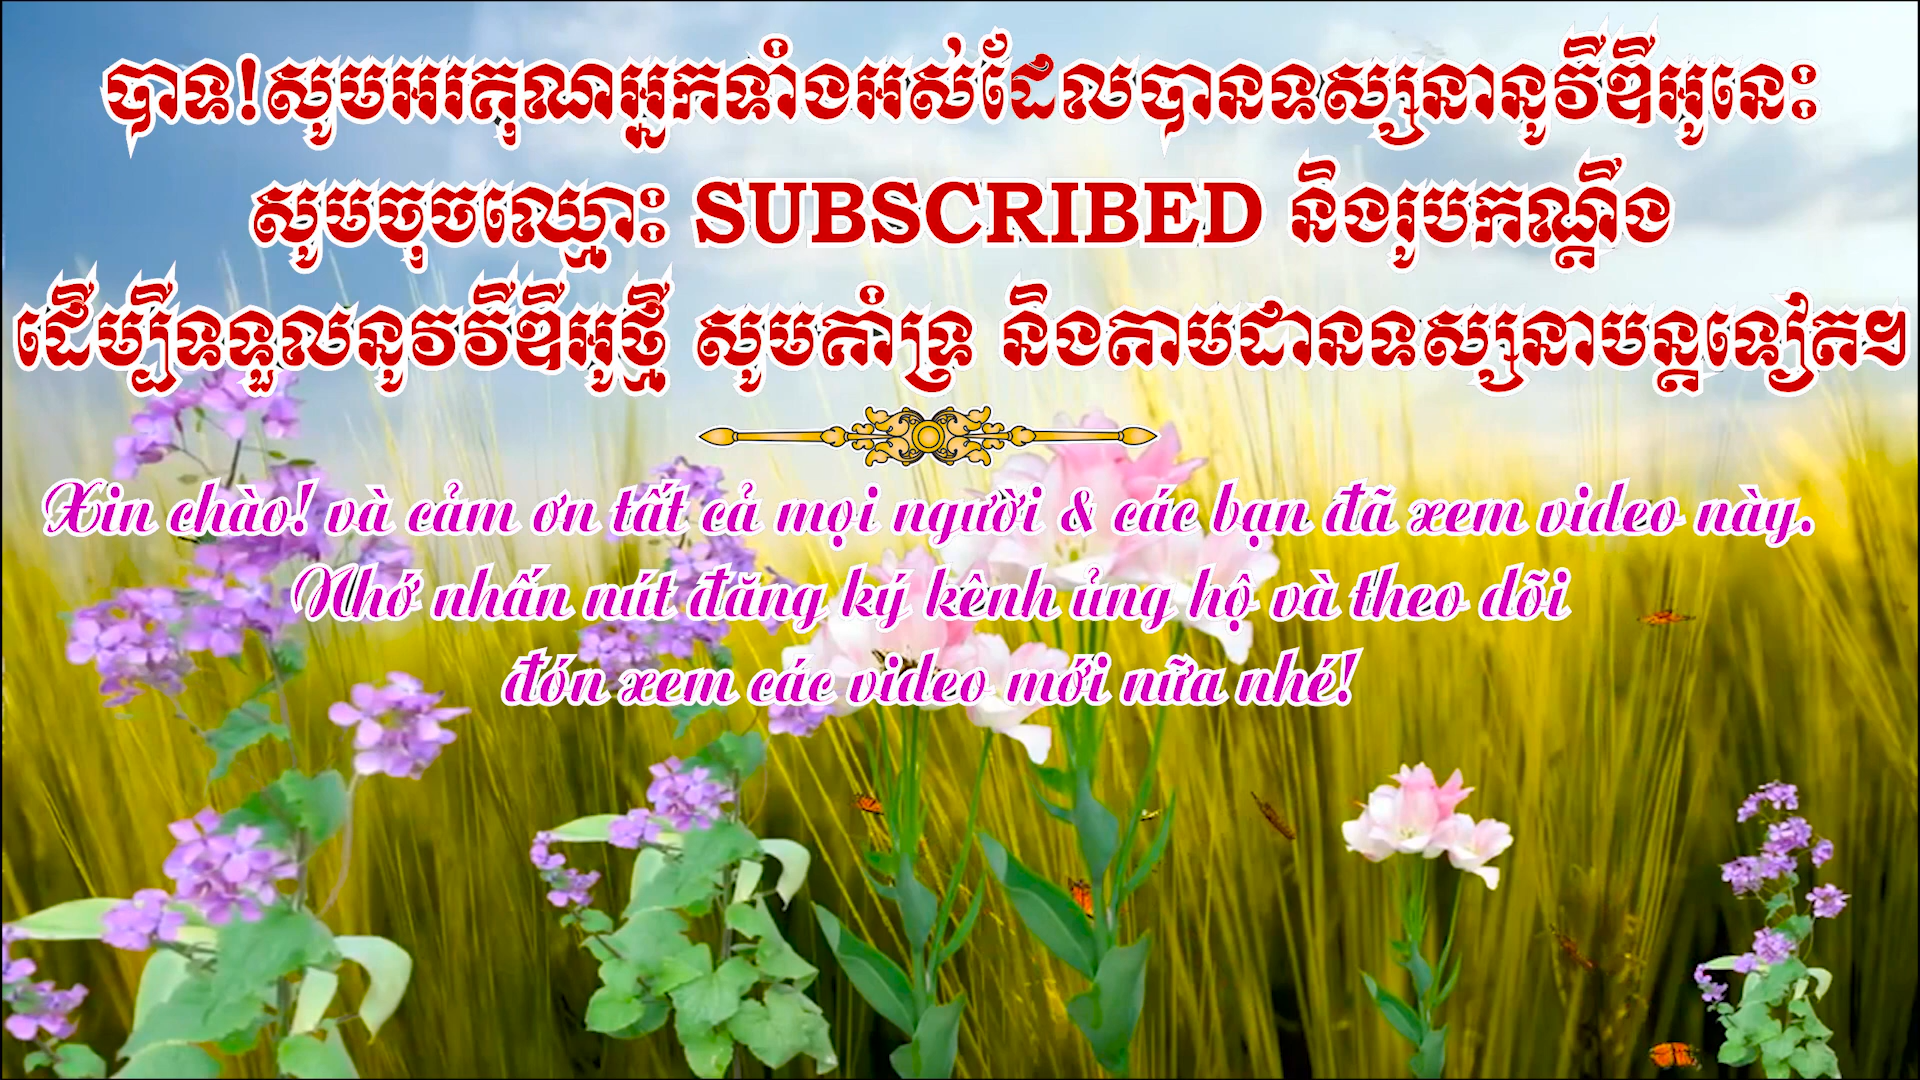 បាទ!សូមអរគុណអ្នកទាំងអស់ដែលបានទស្សនានូវីឌីអូនេះ
សូមចុចឈ្មោះ SUBSCRIBED និងរូបកណ្ដឹង
ដើម្បីទទួលនូវវីឌីអូថ្មី សូមគាំទ្រ និងតាមដានទស្សនាបន្តទៀត។
Xin chào! và cảm ơn tất cả mọi người & các bạn đã xem video này.
Nhớ nhấn nút đăng ký kênh ủng hộ và theo dõi
đón xem các video mới nữa nhé!